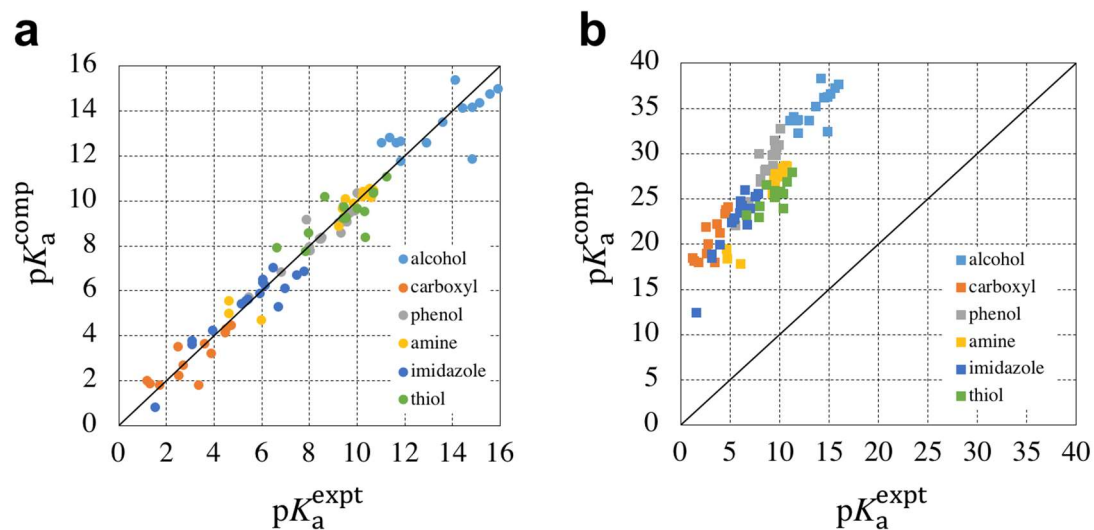 a
b
pKₐᶜᵒᵐᵖ
16
14
12
10
8
6
4
2
0
0 2 4 6 8 10 12 14 16
pKₐᵉˣᵖᵗ
alcohol
carboxyl
phenol
amine
imidazole
thiol
pKₐᶜᵒᵐᵖ
40
35
30
25
20
15
10
5
0
0 5 10 15 20 25 30 35 40
pKₐᵉˣᵖᵗ
alcohol
carboxyl
phenol
amine
imidazole
thiol